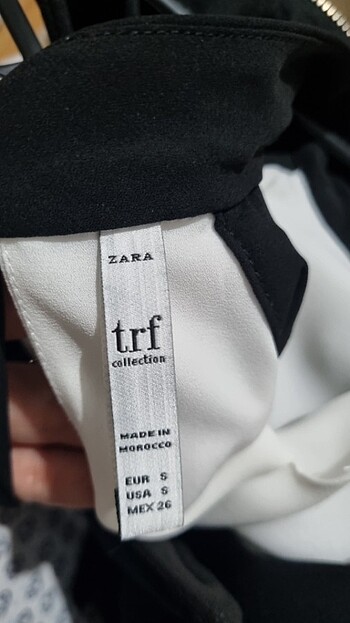 ZARA
trf
collection
MADE IN
MOROCCO
EUR S
USA S
MEX 26